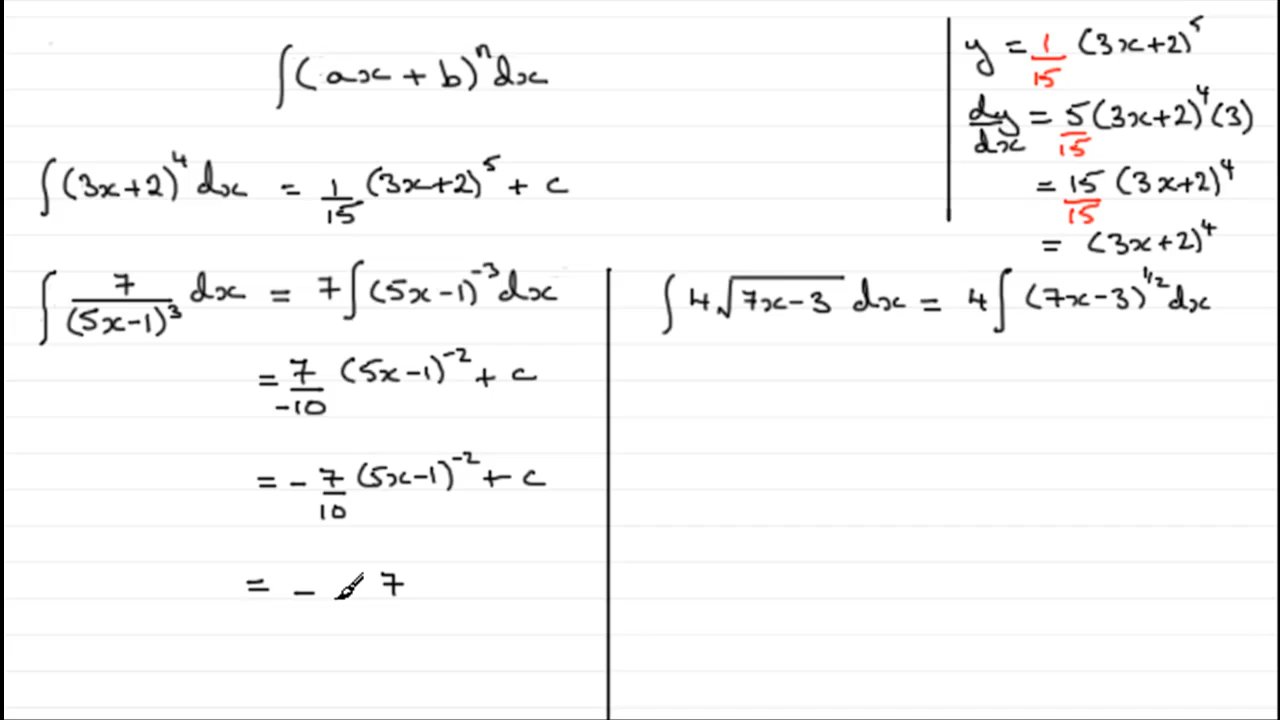 ∫(ax + b)ⁿ dx
∫(3x+2)⁴ dx = 1/15 (3x+2)⁵ + c
y = 1/15 (3x+2)⁵
dy/dx = 5/15 (3x+2)⁴(3)
= 15/15 (3x+2)⁴
= (3x+2)⁴
∫ 7/(5x-1)³ dx = 7∫(5x-1)⁻³ dx
= 7/-10 (5x-1)⁻² + c
= - 7/10 (5x-1)⁻² + c
= - 7
∫ 4√(7x-3) dx = 4∫(7x-3)^1/2 dx